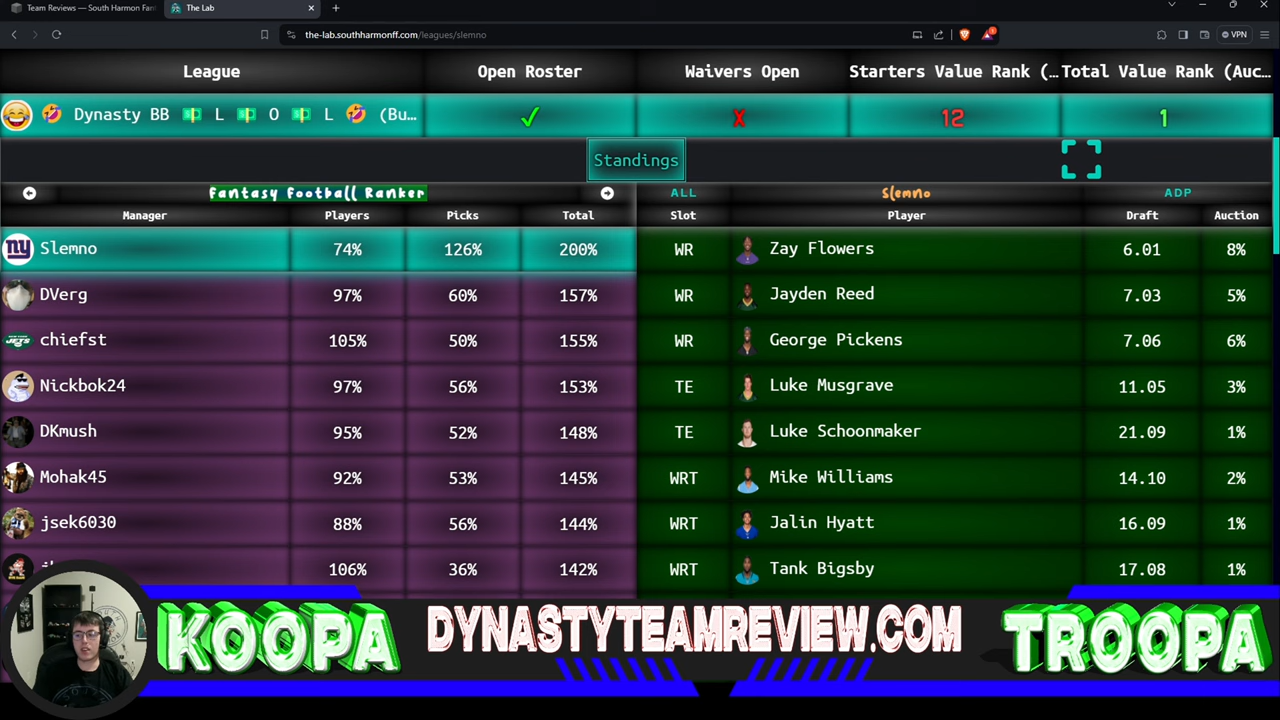 Team Reviews — South Harmon Fant
The Lab
the-lab.southharmonff.com/leagues/slemno
VPN
League Open Roster Waivers Open Starters Value Rank (… Total Value Rank (Auc…
🤣 Dynasty BB 💵 L 💵 O 💵 L 🤣 (Bu… ✓ X 12 1
Standings
Fantasy Football Ranker ALL Slemno ADP
Manager Players Picks Total Slot Player Draft Auction
Slemno 74% 126% 200% WR Zay Flowers 6.01 8%
DVerg 97% 60% 157% WR Jayden Reed 7.03 5%
chiefst 105% 50% 155% WR George Pickens 7.06 6%
Nickbok24 97% 56% 153% TE Luke Musgrave 11.05 3%
DKmush 95% 52% 148% TE Luke Schoonmaker 21.09 1%
Mohak45 92% 53% 145% WRT Mike Williams 14.10 2%
jsek6030 88% 56% 144% WRT Jalin Hyatt 16.09 1%
106% 36% 142% WRT Tank Bigsby 17.08 1%
KOOPA DYNASTYTEAMREVIEW.COM TROOPA